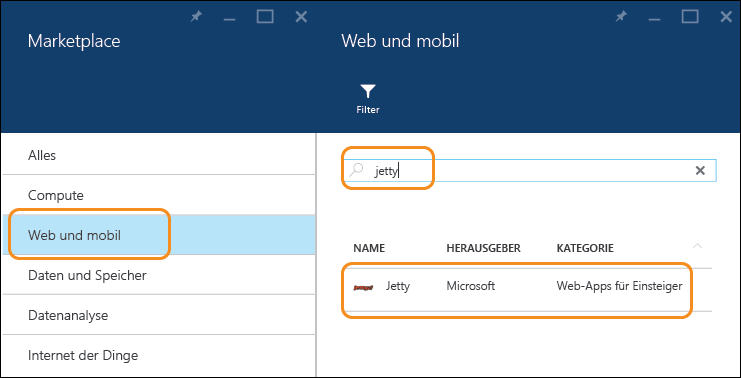 Marketplace
Alles
Compute
Web und mobil
Daten und Speicher
Datenanalyse
Internet der Dinge
Web und mobil
Filter
jetty
NAME HERAUSGEBER KATEGORIE
Jetty Microsoft Web-Apps für Einsteiger